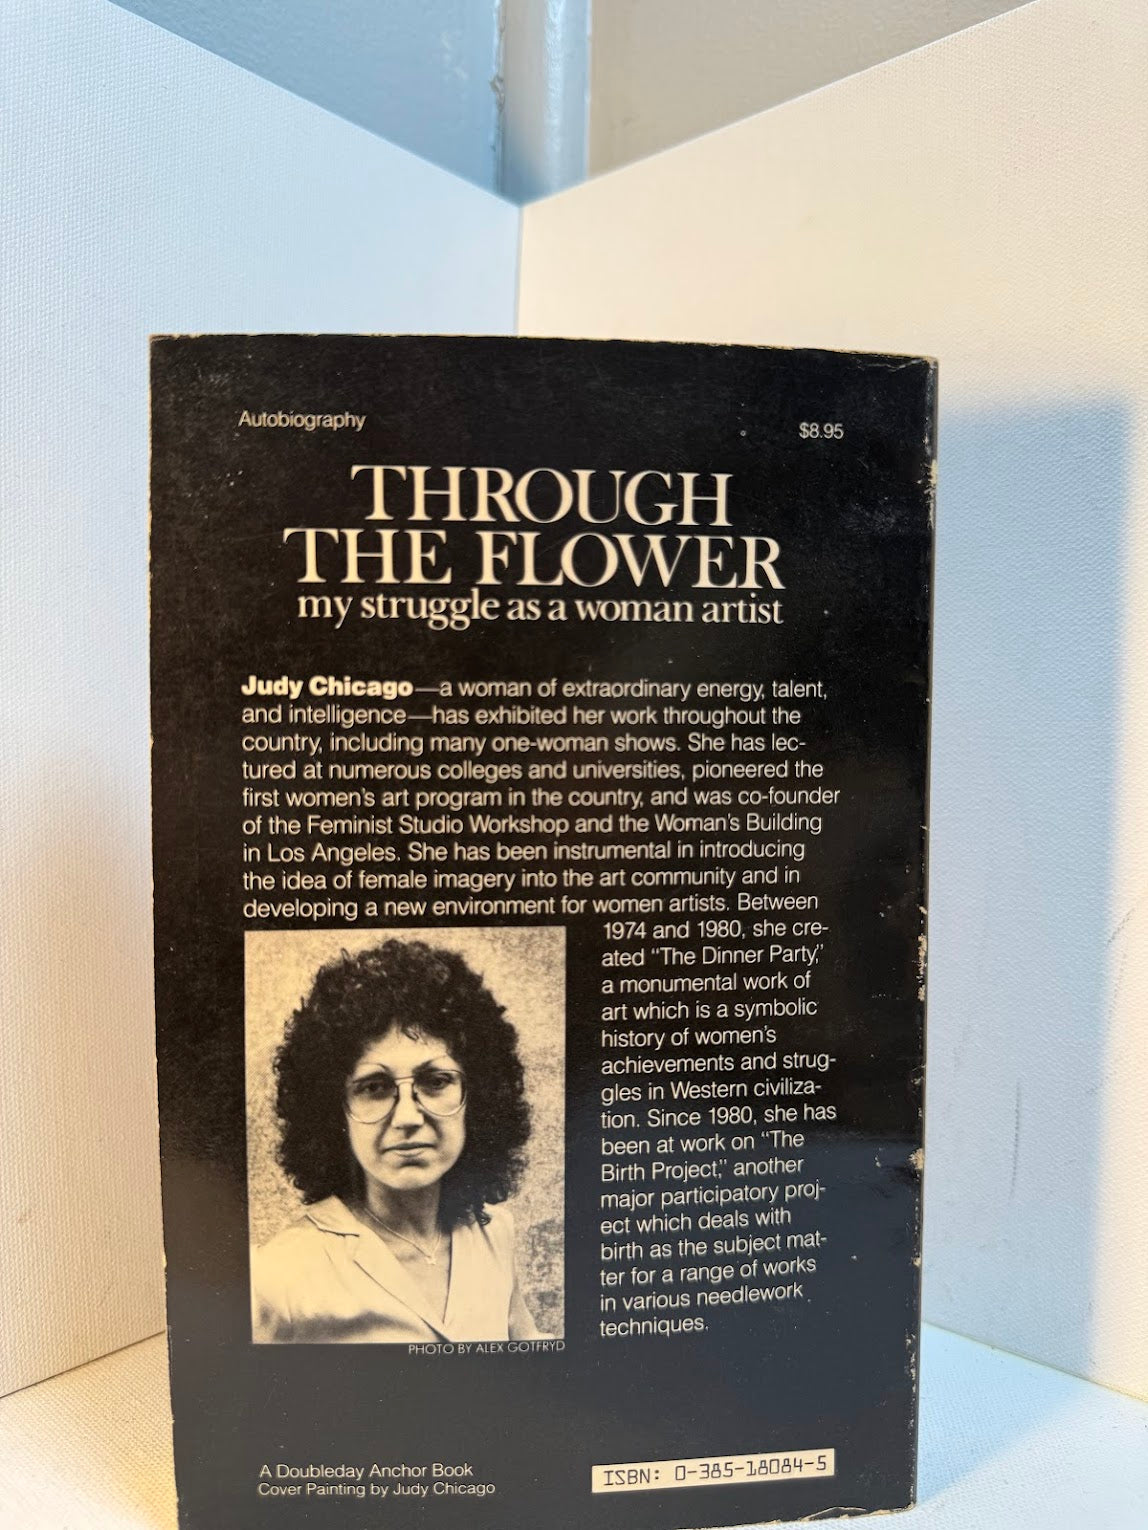 Autobiography
$8.95
THROUGH
THE FLOWER
my struggle as a woman artist
Judy Chicago—a woman of extraordinary energy, talent,
and intelligence—has exhibited her work throughout the
country, including many one-woman shows. She has lec-
tured at numerous colleges and universities, pioneered the
first women's art program in the country, and was co-founder
of the Feminist Studio Workshop and the Woman's Building
in Los Angeles. She has been instrumental in introducing
the idea of female imagery into the art community and in
developing a new environment for women artists. Between
1974 and 1980, she cre-
ated "The Dinner Party,"
a monumental work of
art which is a symbolic
history of women's
achievements and strug-
gles in Western civiliza-
tion. Since 1980, she has
been at work on "The
Birth Project," another
major participatory proj-
ect which deals with
birth as the subject mat-
ter for a range of works
in various needlework
techniques.
PHOTO BY ALEX GOTFRYD
A Doubleday Anchor Book
Cover Painting by Judy Chicago
ISBN: 0-385-18084-5